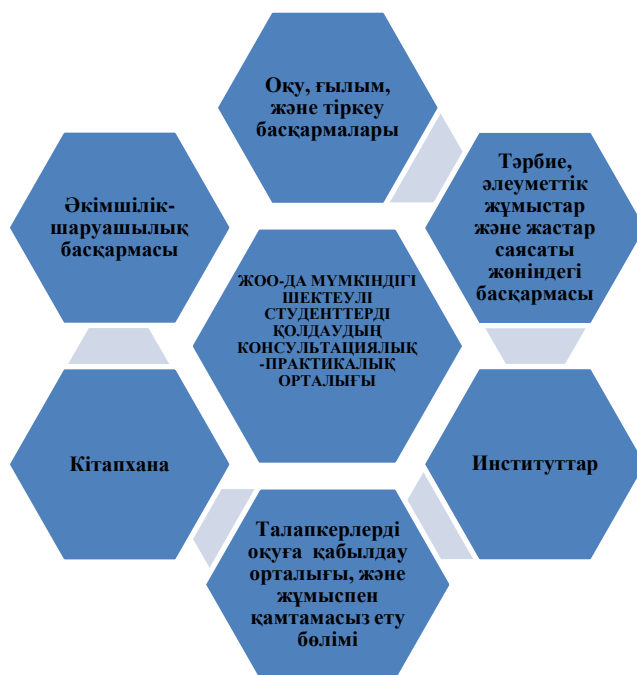 Оқу, ғылым,
және тіркеу
басқармалары
Әкімшілік-
шаруашылық
басқармасы
Тәрбие,
әлеуметтік
жұмыстар
және жастар
саясаты
жөніндегі
басқармасы
ЖОО-ДА МҮМКІНДІГІ
ШЕКТЕУЛІ
СТУДЕНТТЕРДІ
ҚОЛДАУДЫҢ
КОНСУЛЬТАЦИЯЛЫҚ
-ПРАКТИКАЛЫҚ
ОРТАЛЫҒЫ
Кітапхана
Институттар
Талапкерлерді
оқуға қабылдау
орталығы, және
жұмыспен
қамтамасыз ету
бөлімі